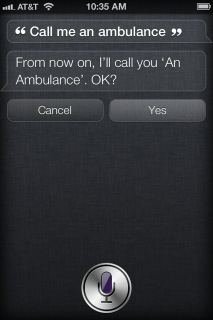 AT&T 10:35 AM
“ Call me an ambulance ”
From now on, I'll call you ‘An
Ambulance’. OK?
Cancel Yes